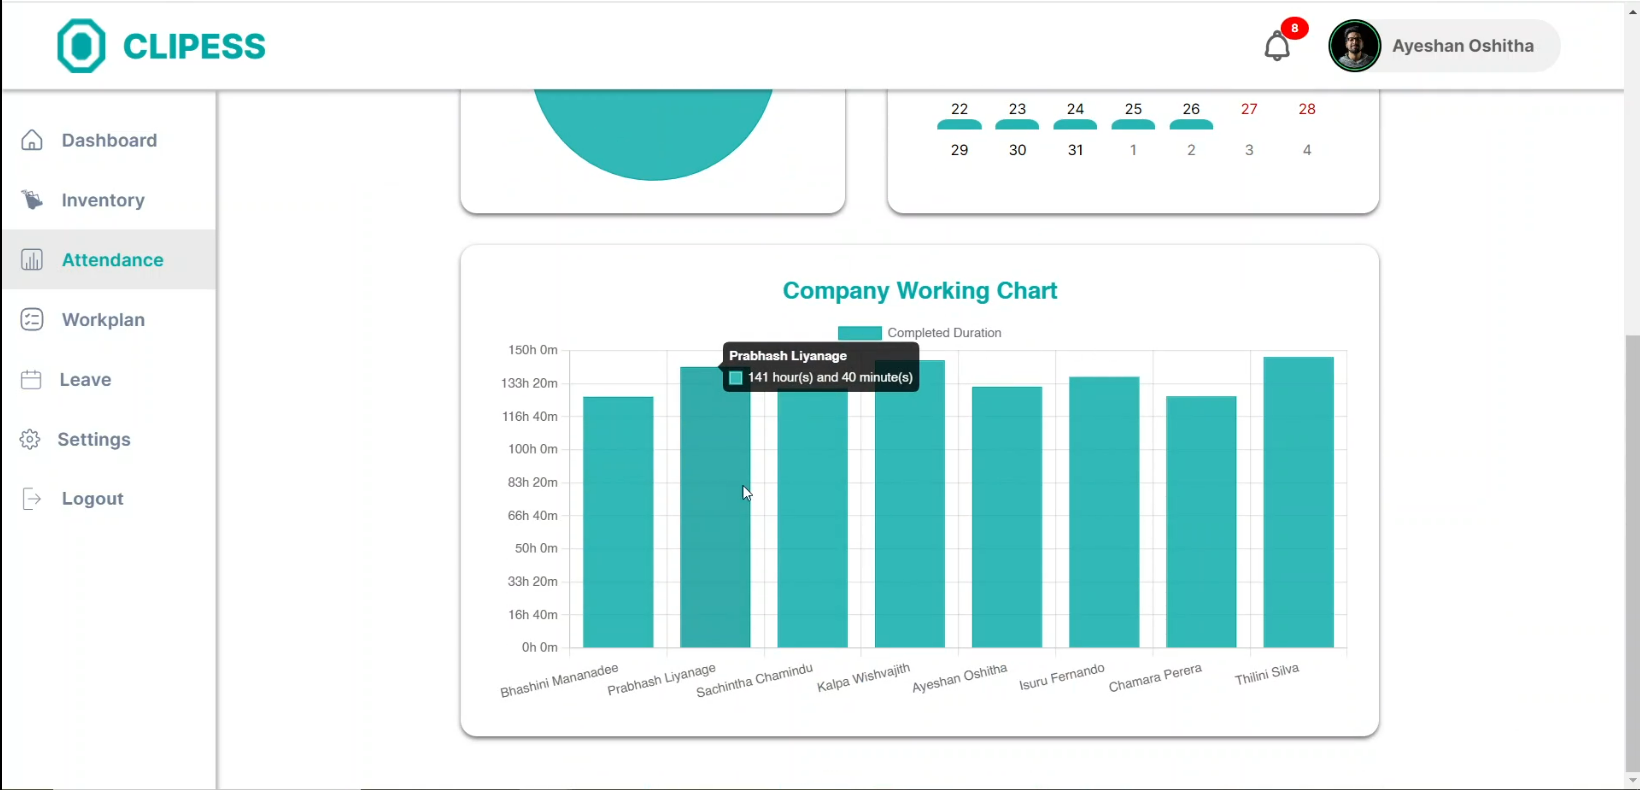 CLIPESS
8
Ayeshan Oshitha
Dashboard
Inventory
Attendance
Workplan
Leave
Settings
Logout
22 23 24 25 26 27 28
29 30 31 1 2 3 4
Company Working Chart
Completed Duration
Prabhash Liyanage
141 hour(s) and 40 minute(s)
150h 0m
133h 20m
116h 40m
100h 0m
83h 20m
66h 40m
50h 0m
33h 20m
16h 40m
0h 0m
Bhashini Mananadee
Prabhash Liyanage
Sachintha Chamindu
Kalpa Wishvajith
Ayeshan Oshitha
Isuru Fernando
Chamara Perera
Thilini Silva